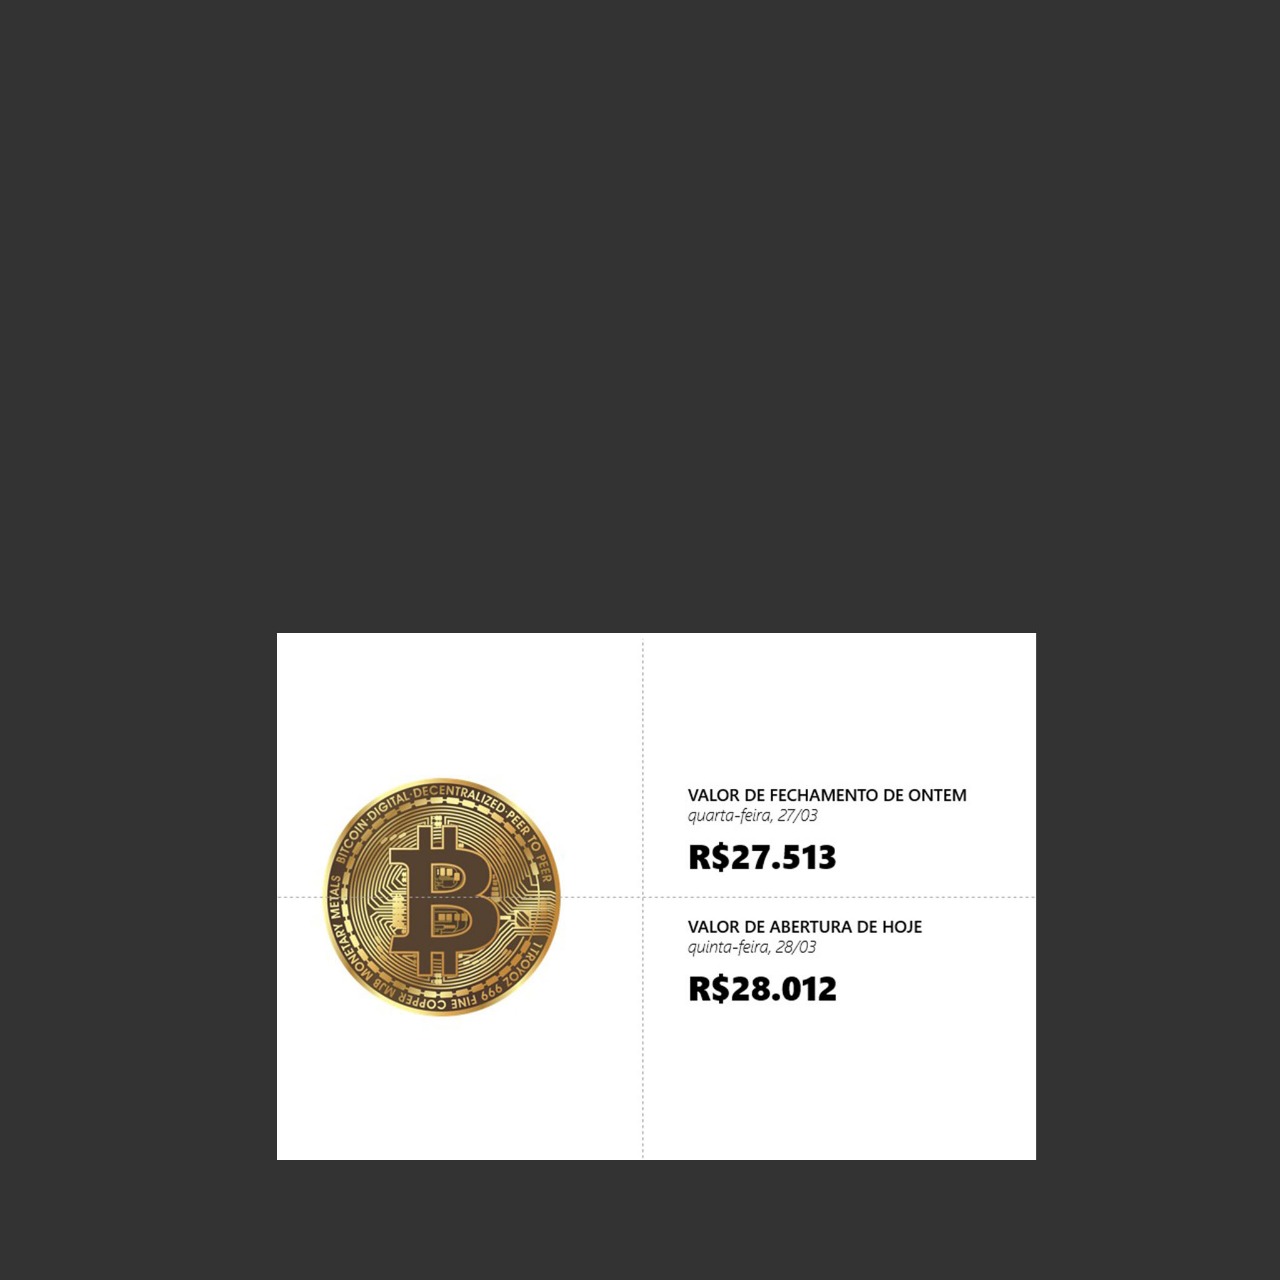 BITCOIN·DIGITAL·DECENTRALIZED·PEER TO PEER
1TROYOZ 999 FINE COPPER MJB MONETARY METALS
VALOR DE FECHAMENTO DE ONTEM
quarta-feira, 27/03
R$27.513
VALOR DE ABERTURA DE HOJE
quinta-feira, 28/03
R$28.012